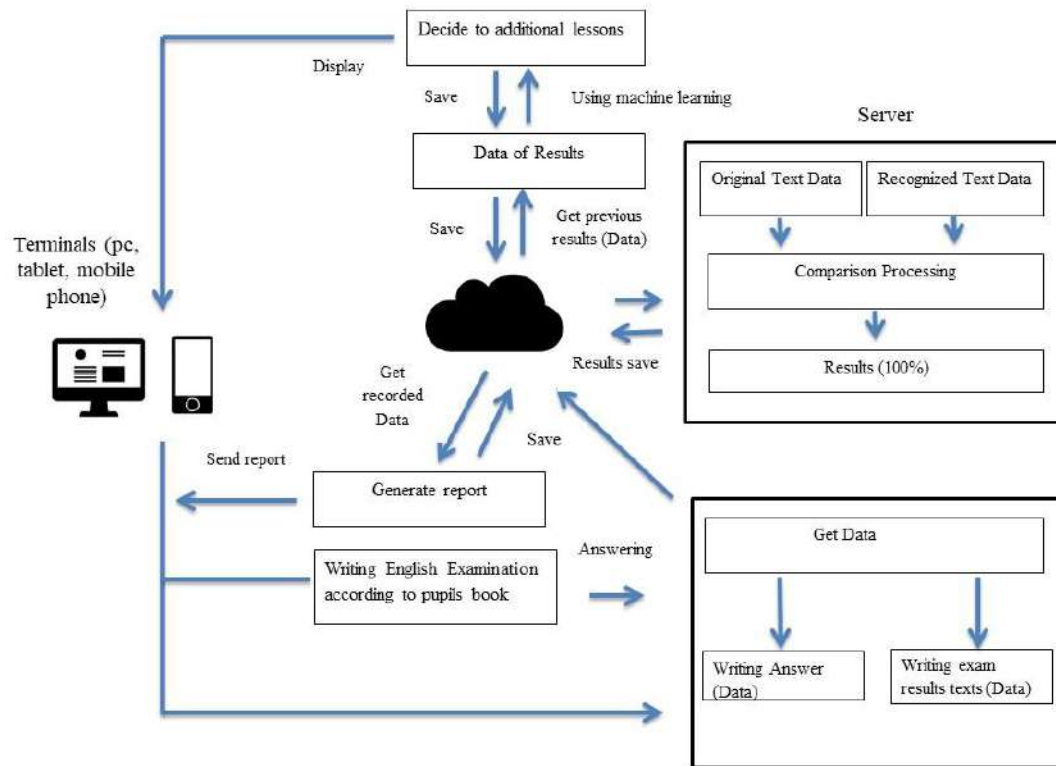 Decide to additional lessons
Display
Save
Using machine learning
Server
Data of Results
Original Text Data
Recognized Text Data
Save
Get previous
results (Data)
Terminals (pc,
tablet, mobile
phone)
Comparison Processing
Results save
Results (100%)
Get
recorded
Data
Save
Send report
Generate report
Get Data
Answering
Writing English Examination
according to pupils book
Writing Answer
(Data)
Writing exam
results texts (Data)